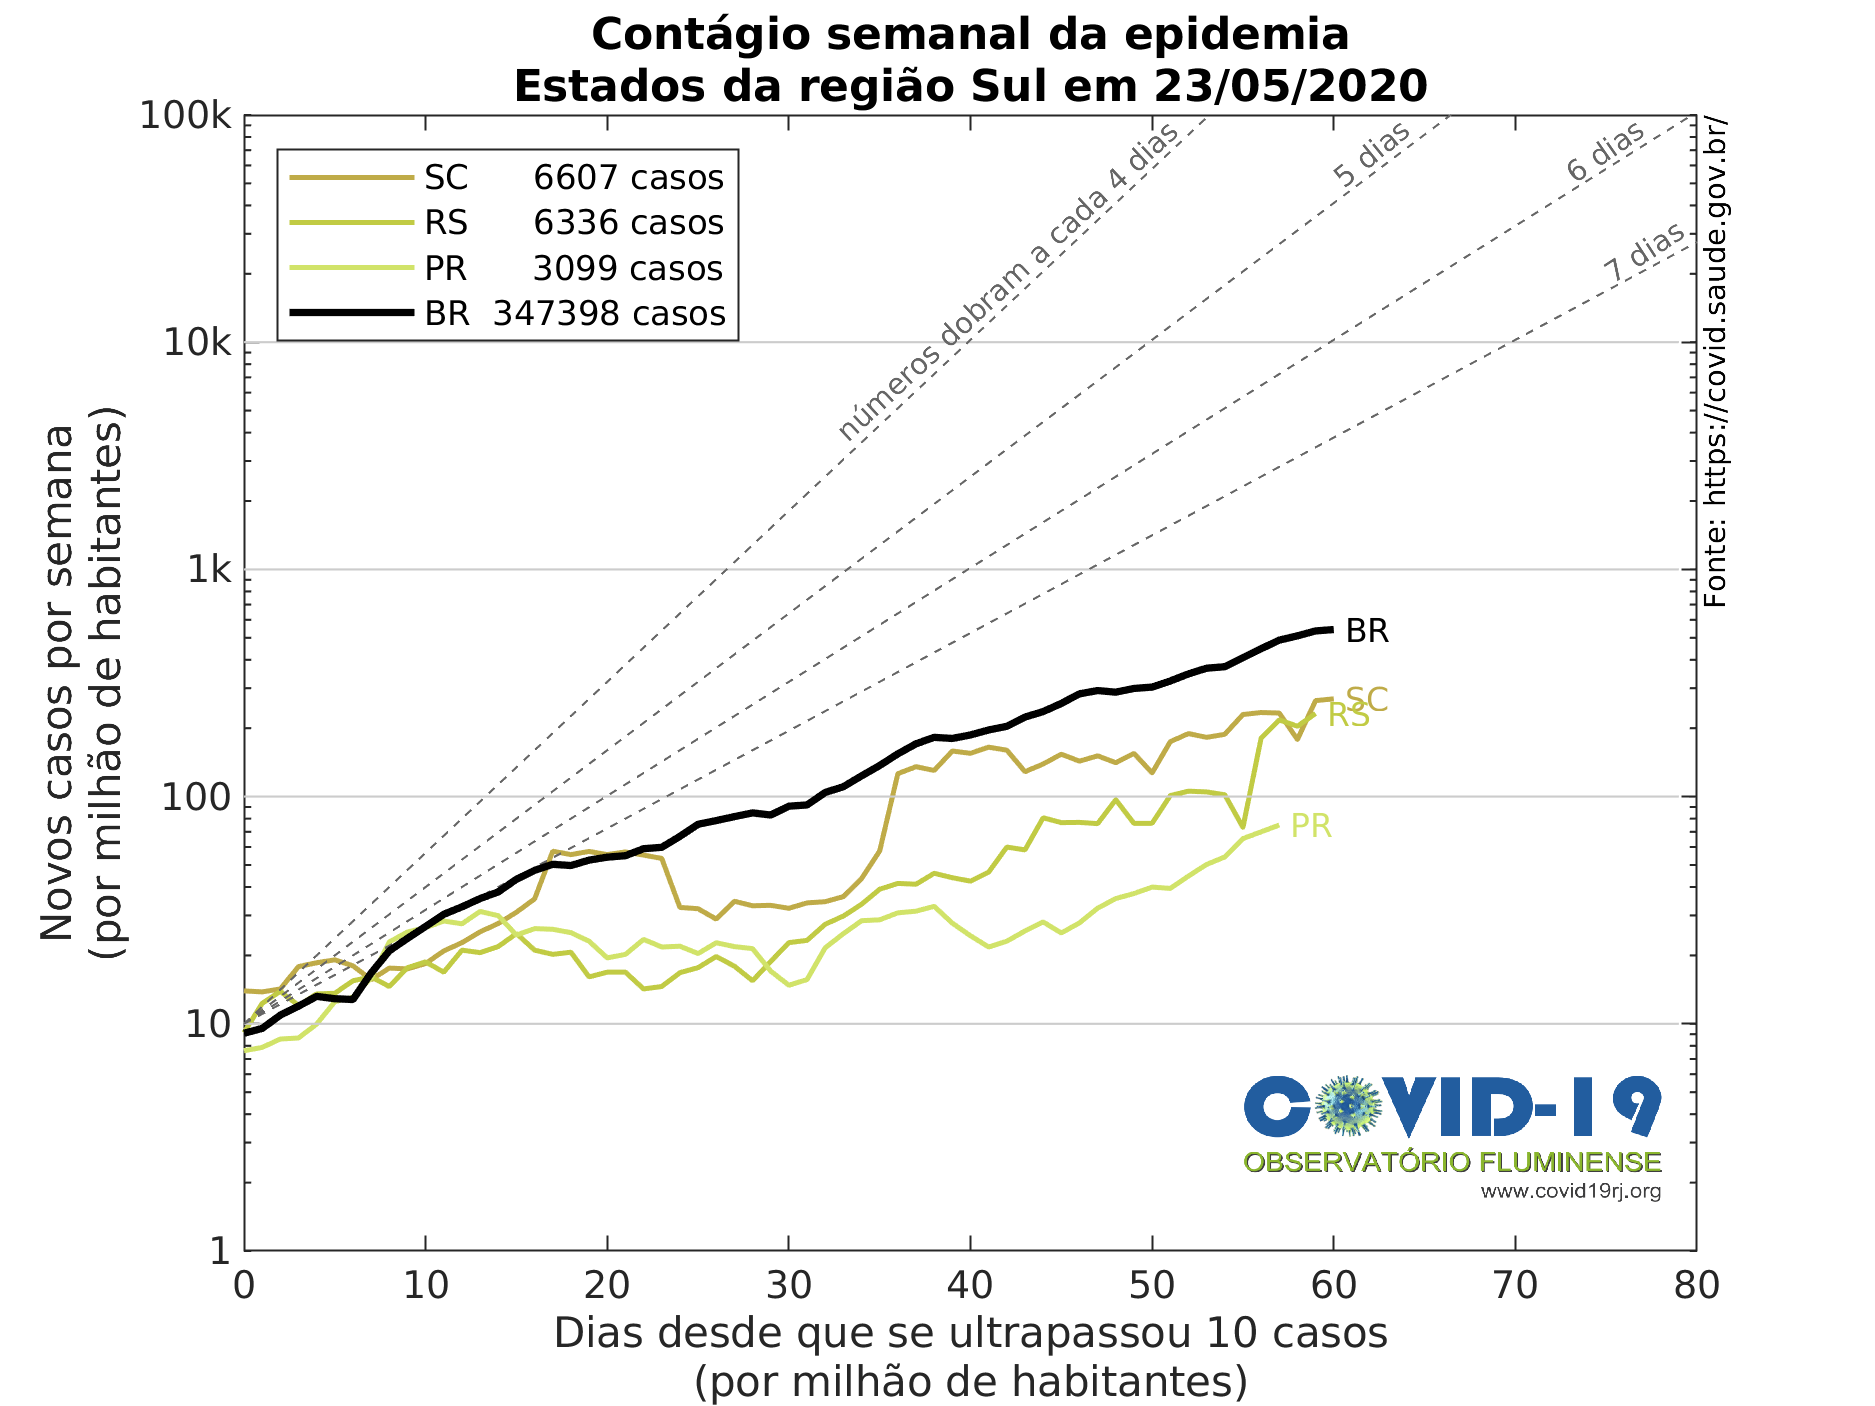 Contágio semanal da epidemia
Estados da região Sul em 23/05/2020
100k
10k
1k
100
10
1
Novos casos por semana
(por milhão de habitantes)
SC 6607 casos
RS 6336 casos
PR 3099 casos
BR 347398 casos
números dobram a cada 4 dias
5 dias
6 dias
7 dias
Fonte: https://covid.saude.gov.br/
BR
SC
RS
PR
COVID-19
OBSERVATÓRIO FLUMINENSE
www.covid19rj.org
0 10 20 30 40 50 60 70 80
Dias desde que se ultrapassou 10 casos
(por milhão de habitantes)